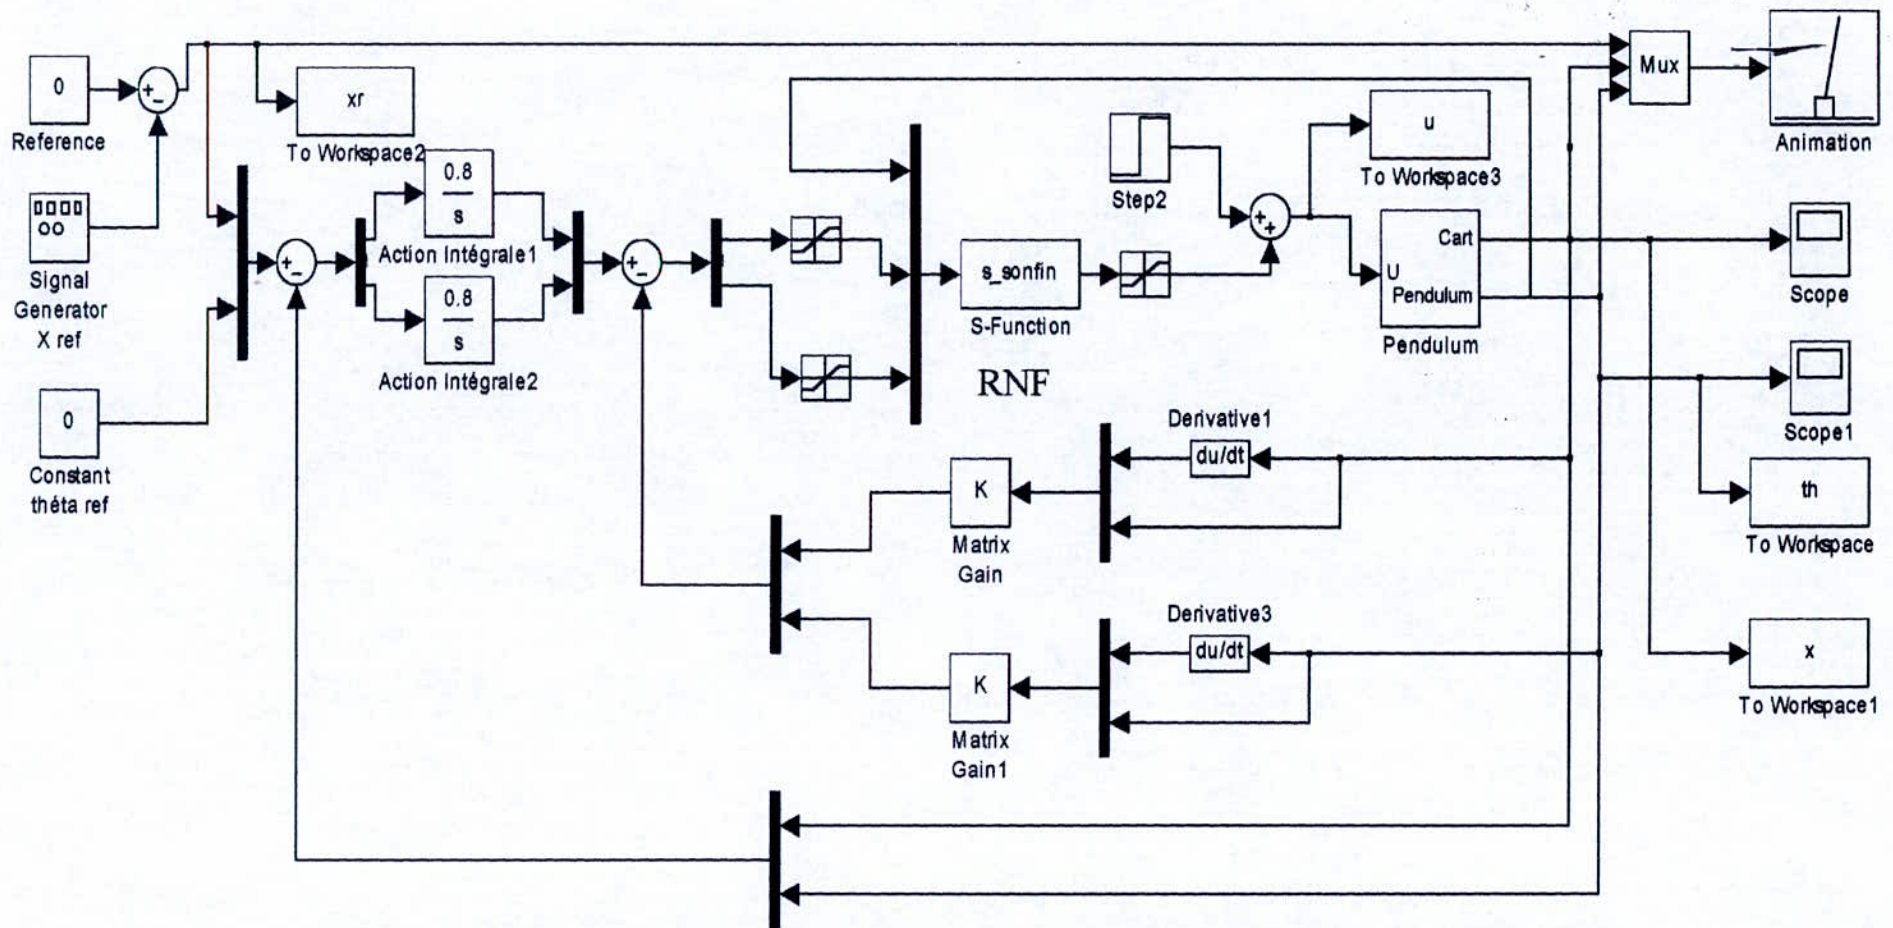 0
Reference
+
-
xr
To Workspace2
Signal
Generator
X ref
0
Constant
théta ref
+
-
0.8
s
Action Intégrale1
0.8
s
Action Intégrale2
+
-
s_sonfin
S-Function
RNF
Step2
+
+
u
To Workspace3
U
Cart
Pendulum
Pendulum
Mux
Animation
Scope
Scope1
th
To Workspace
x
To Workspace1
Derivative1
du/dt
K
Matrix
Gain
Derivative3
du/dt
K
Matrix
Gain1